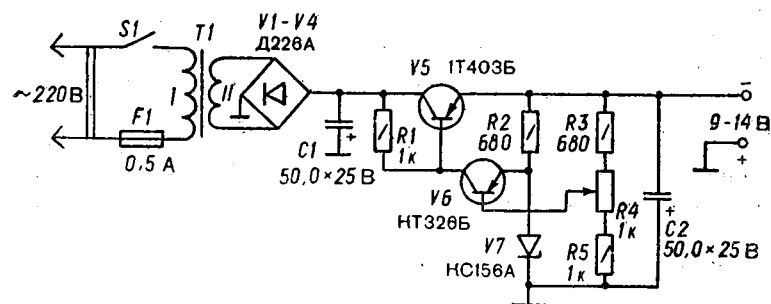 S1
T1
V1-V4
Д226А
~220В
I
II
F1
0,5 А
C1
50,0×25 В
R1
1к
V5
1Т403Б
V6
НТ326Б
V7
НС156А
R2
680
R3
680
R4
1к
R5
1к
C2
50,0×25 В
+
+
–
9-14 В
+